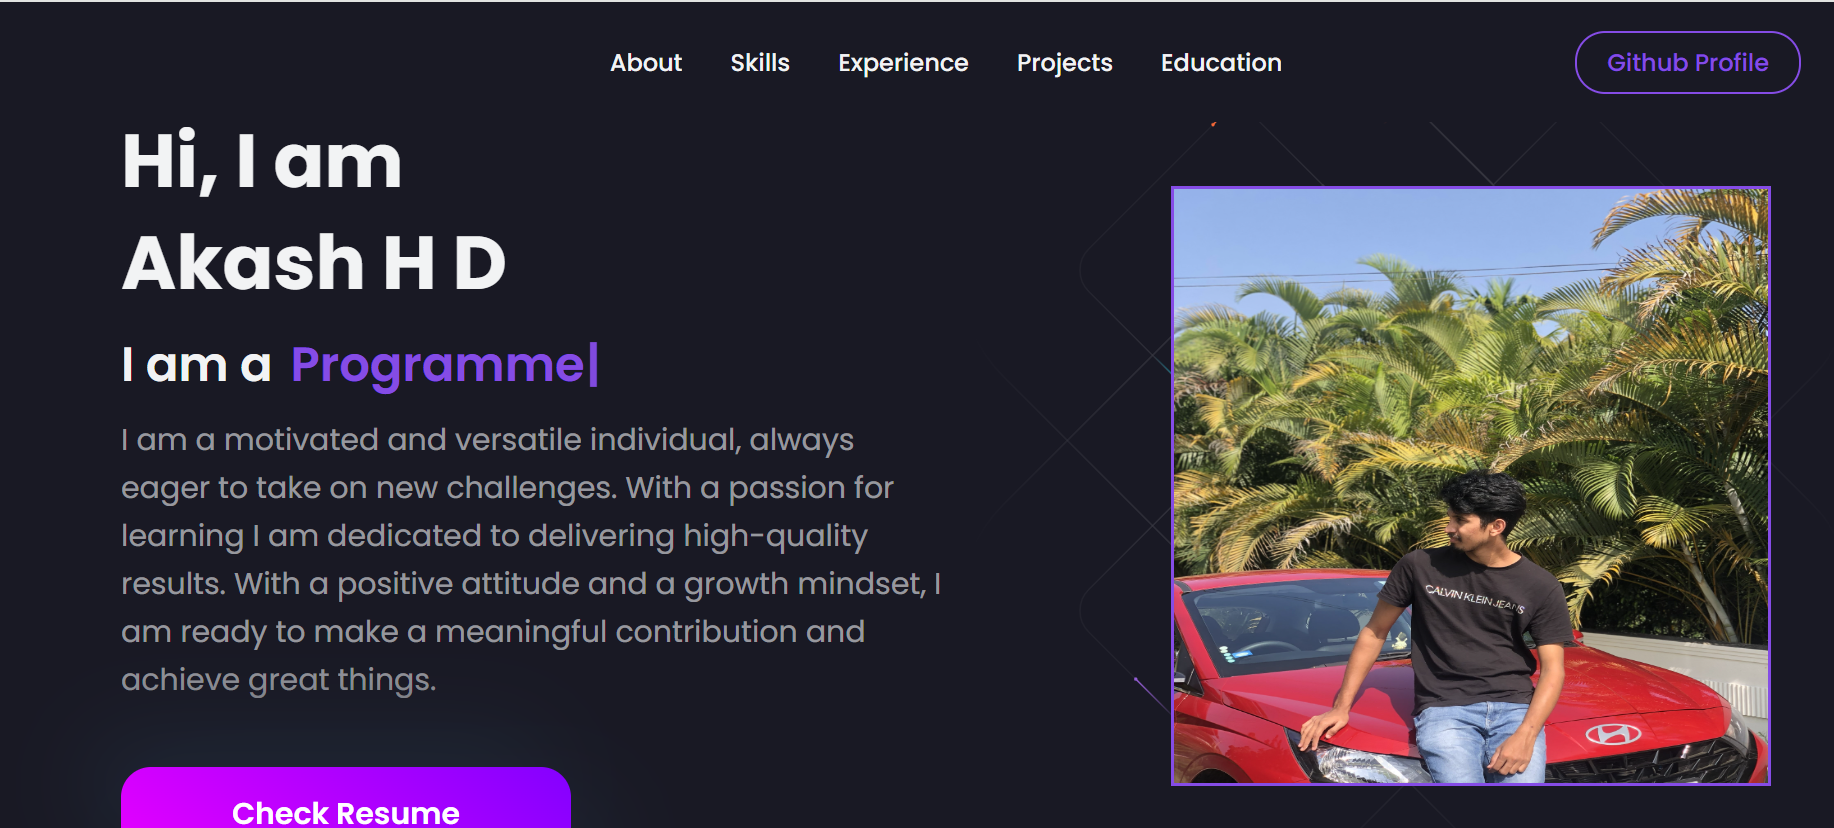 About Skills Experience Projects Education Github Profile
Hi, I am
Akash H D
I am a Programme
I am a motivated and versatile individual, always
eager to take on new challenges. With a passion for
learning I am dedicated to delivering high-quality
results. With a positive attitude and a growth mindset, I
am ready to make a meaningful contribution and
achieve great things.
CALVIN KLEIN JEANS
Check Resume